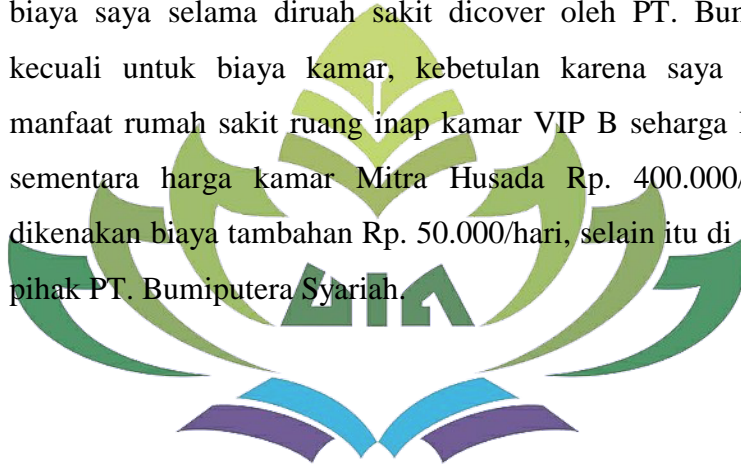 biaya saya selama diruah sakit dicover oleh PT.
kecuali untuk biaya kamar, kebetulan karena saya
manfaat rumah sakit ruang inap kamar VIP B seharga
sementara harga kamar Mitra Husada Rp. 400.000/
dikenakan biaya tambahan Rp. 50.000/hari, selain itu di
pihak PT. Bumiputera Syariah.
UIN